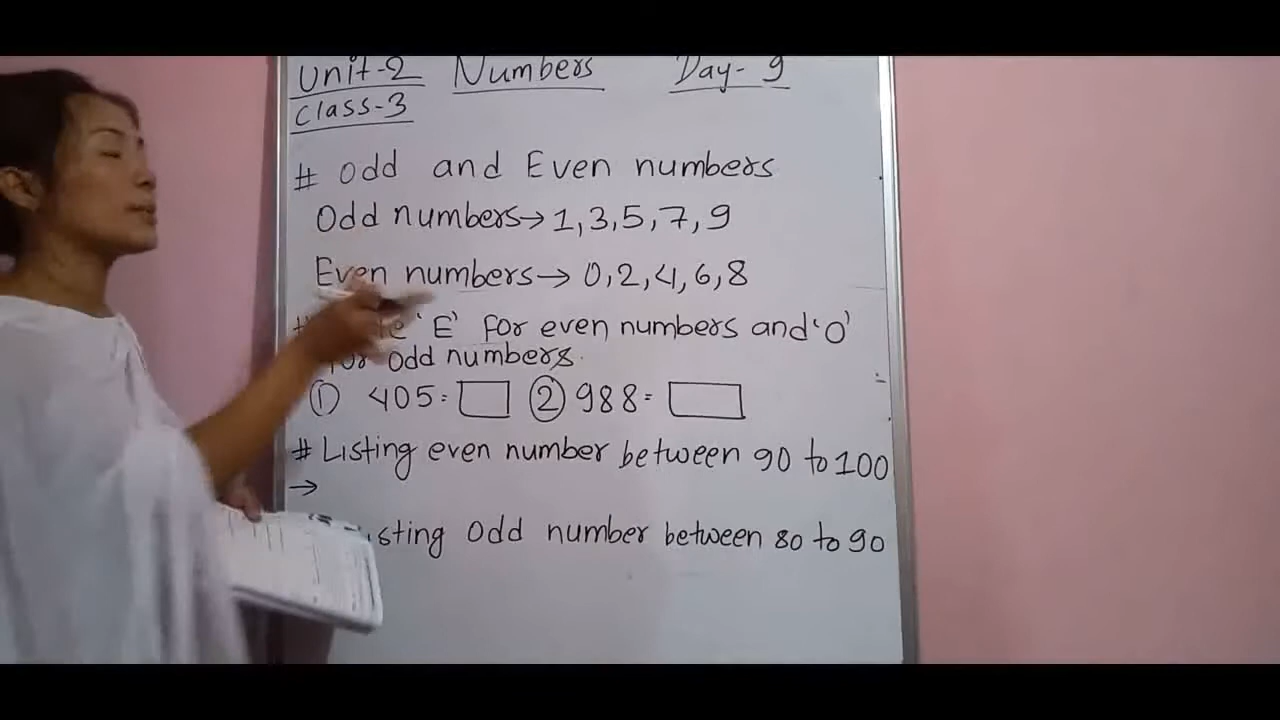 Unit-2 Numbers Day-9
Class-3
# Odd and Even numbers
Odd numbers→ 1,3,5,7,9
Even numbers→ 0,2,4,6,8
'E' for even numbers and 'O'
for odd numbers.
① 405= ② 988=
# Listing even number between 90 to 100
→
Odd number between 80 to 90